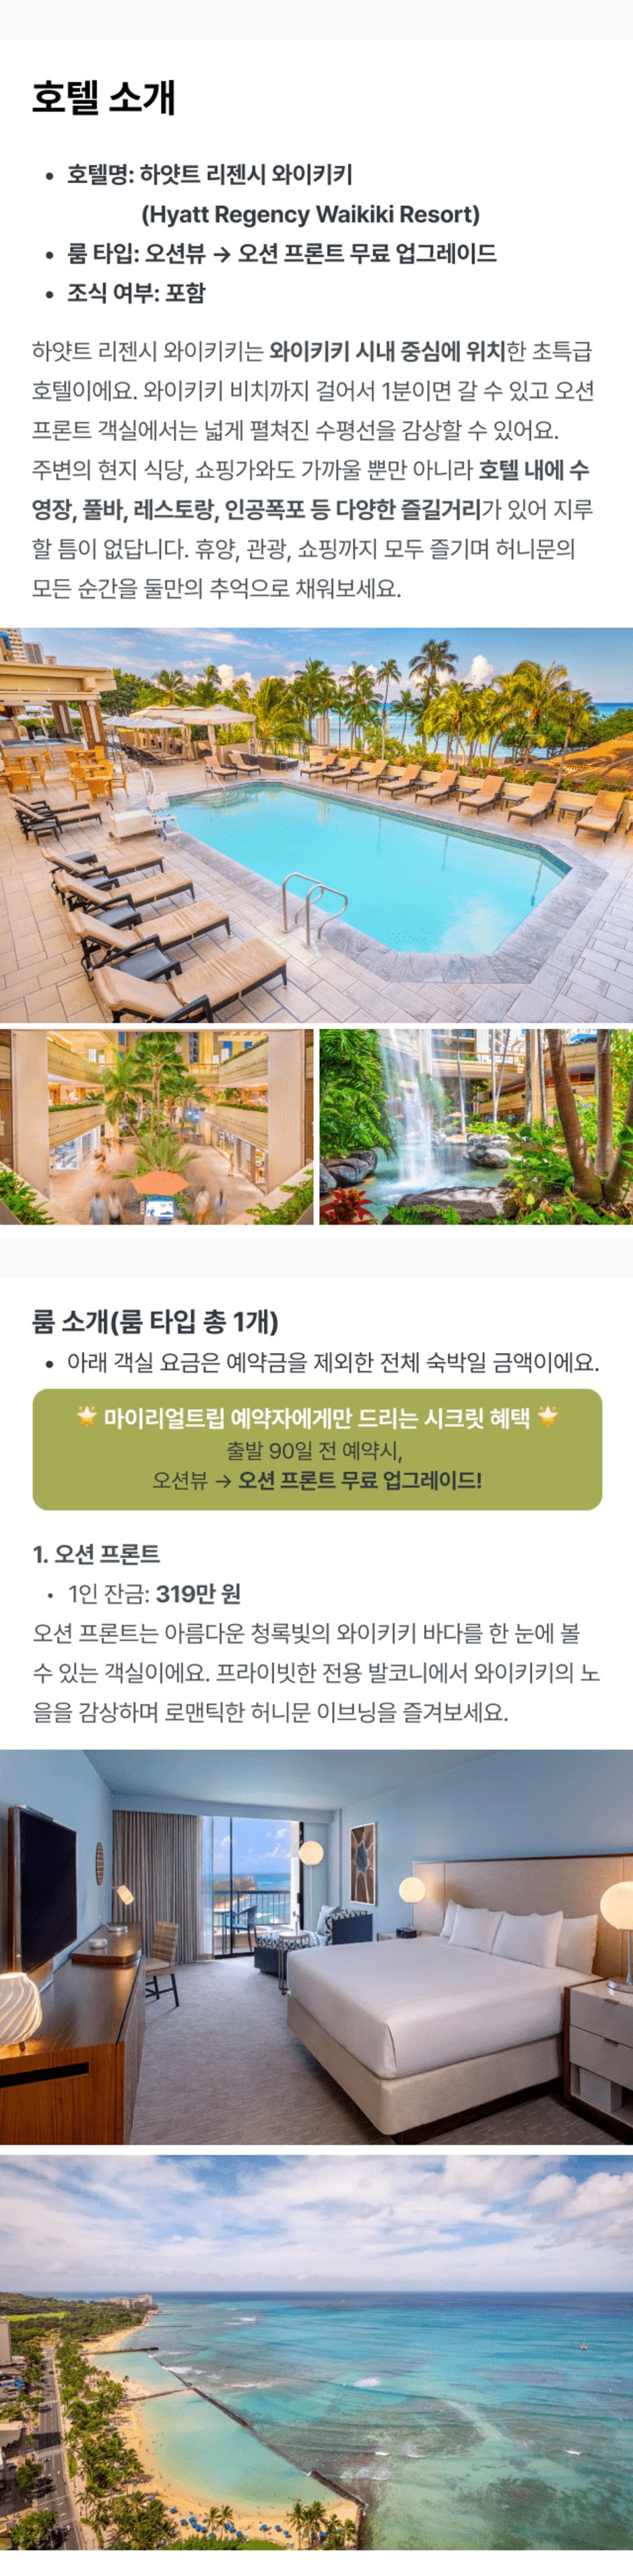 호텔 소개
• 호텔명: 하얏트 리젠시 와이키키
(Hyatt Regency Waikiki Resort)
• 룸 타입: 오션뷰 → 오션 프론트 무료 업그레이드
• 조식 여부: 포함
하얏트 리젠시 와이키키는 와이키키 시내 중심에 위치한 초특급
호텔이에요. 와이키키 비치까지 걸어서 1분이면 갈 수 있고 오션
프론트 객실에서는 넓게 펼쳐진 수평선을 감상할 수 있어요.
주변의 현지 식당, 쇼핑가와도 가까울 뿐만 아니라 호텔 내에 수
영장, 풀바, 레스토랑, 인공폭포 등 다양한 즐길거리가 있어 지루
할 틈이 없답니다. 휴양, 관광, 쇼핑까지 모두 즐기며 허니문의
모든 순간을 둘만의 추억으로 채워보세요.
룸 소개(룸 타입 총 1개)
• 아래 객실 요금은 예약금을 제외한 전체 숙박일 금액이에요.
🌟 마이리얼트립 예약자에게만 드리는 시크릿 혜택 🌟
출발 90일 전 예약시,
오션뷰 → 오션 프론트 무료 업그레이드!
1. 오션 프론트
• 1인 잔금: 319만 원
오션 프론트는 아름다운 청록빛의 와이키키 바다를 한 눈에 볼
수 있는 객실이에요. 프라이빗한 전용 발코니에서 와이키키의 노
을을 감상하며 로맨틱한 허니문 이브닝을 즐겨보세요.